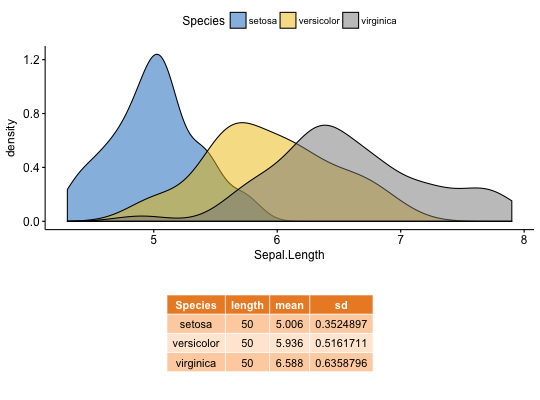 Species setosa versicolor virginica
1.2
0.8
0.4
0.0
density
5 6 7 8
Sepal.Length
Species length mean sd
setosa 50 5.006 0.3524897
versicolor 50 5.936 0.5161711
virginica 50 6.588 0.6358796